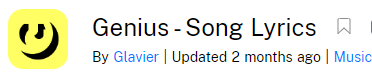 Genius - Song Lyrics
By Glavier | Updated 2 months ago | Music